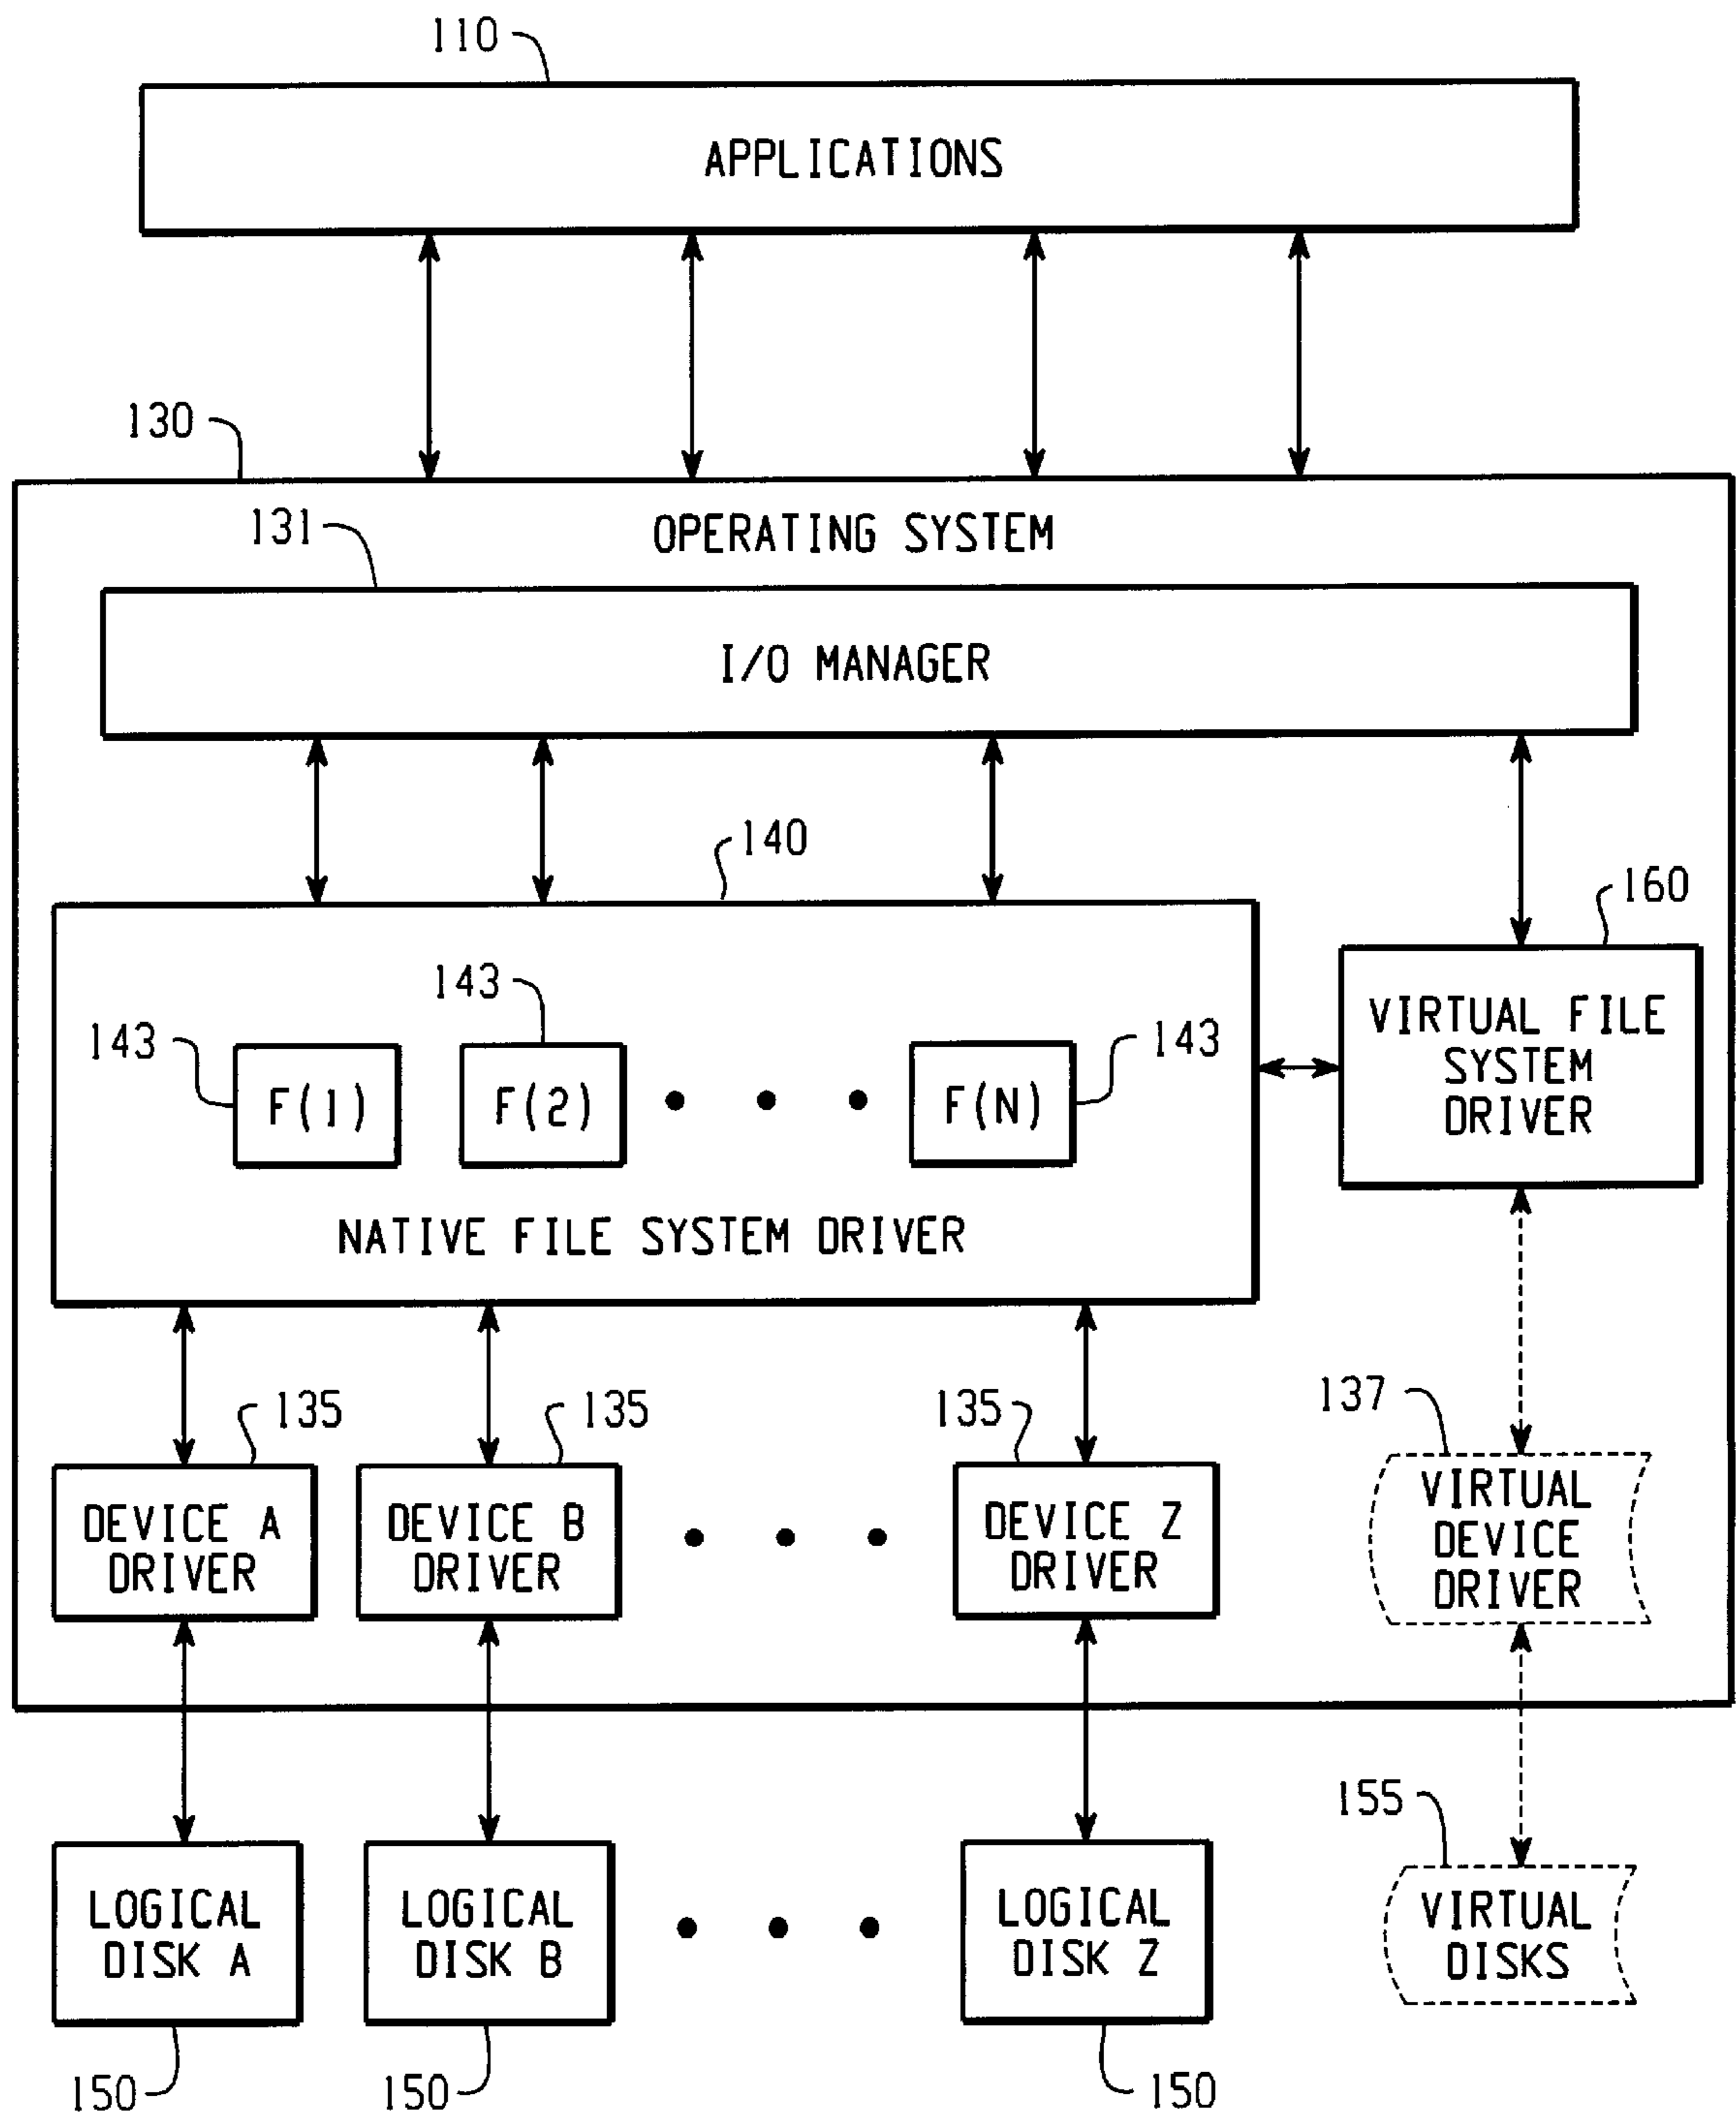 110
APPLICATIONS
130
OPERATING SYSTEM
131
I/O MANAGER
140
160
143
143
143
F(1)
F(2)
F(N)
NATIVE FILE SYSTEM DRIVER
VIRTUAL FILE
SYSTEM
DRIVER
135
135
135
137
DEVICE A
DRIVER
DEVICE B
DRIVER
DEVICE Z
DRIVER
VIRTUAL
DEVICE
DRIVER
155
LOGICAL
DISK A
LOGICAL
DISK B
LOGICAL
DISK Z
VIRTUAL
DISKS
150
150
150